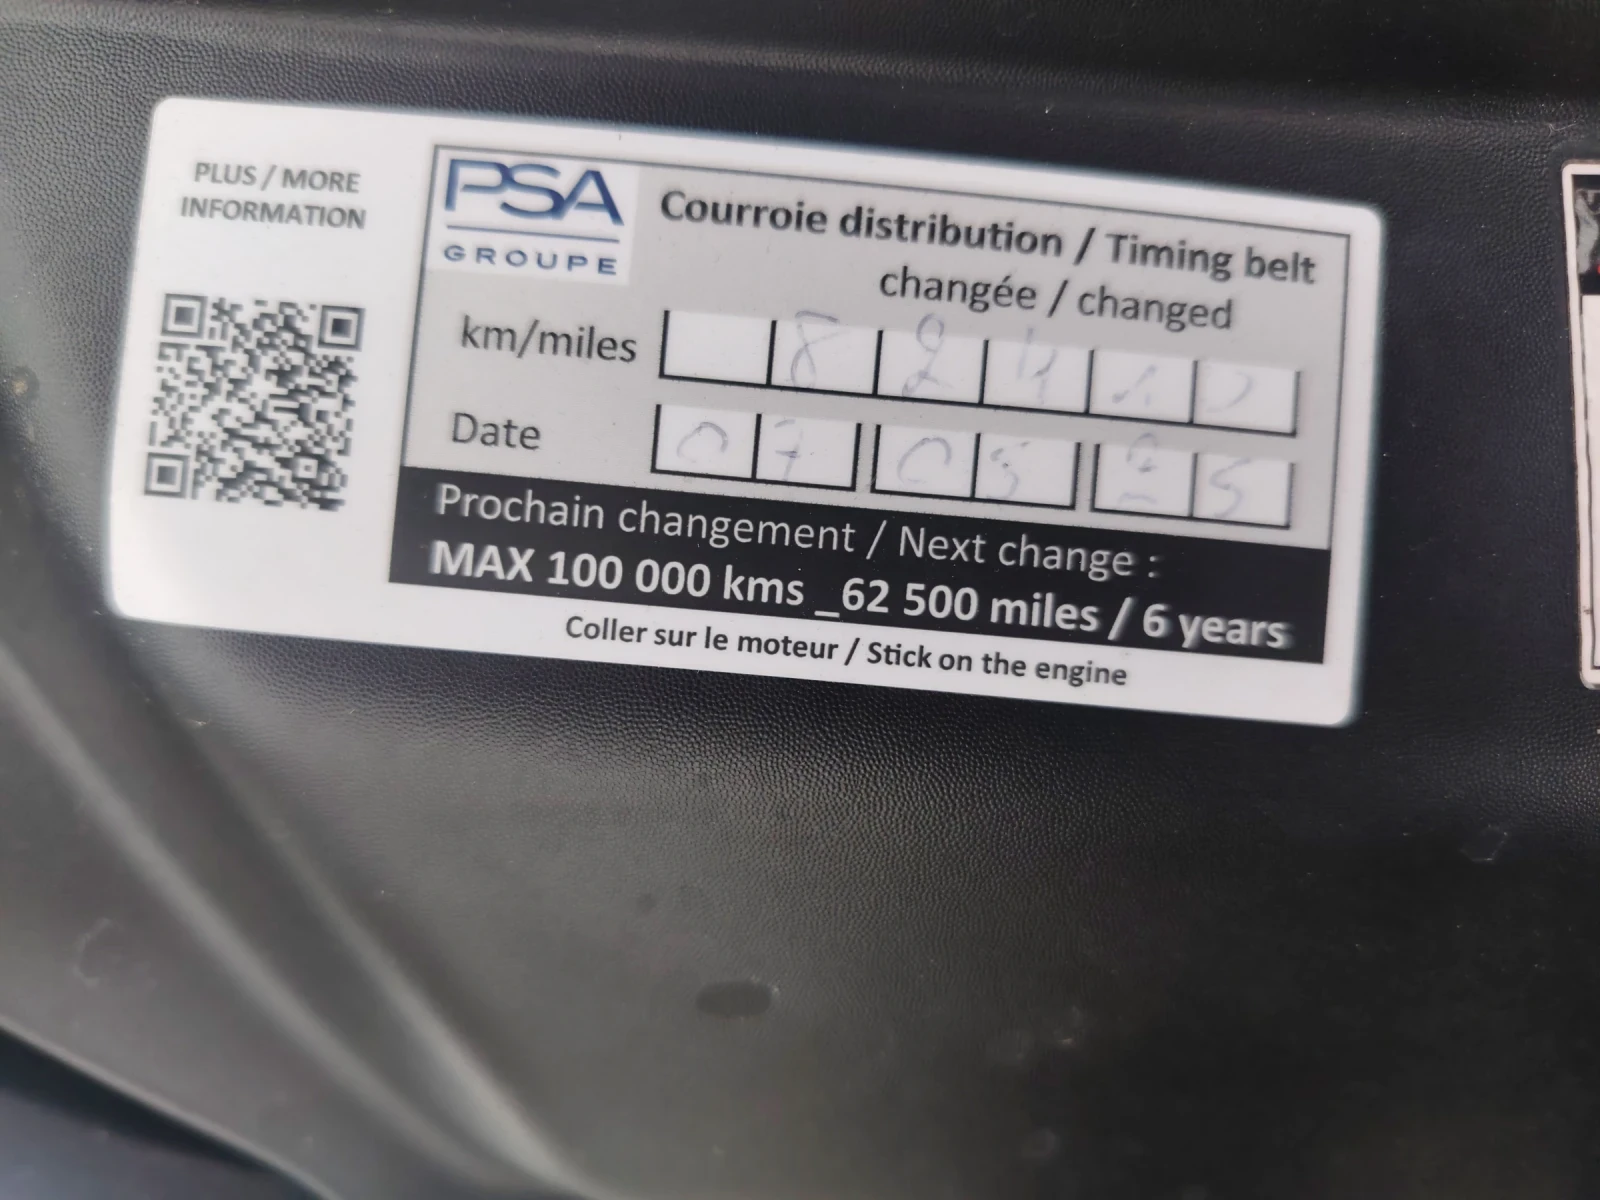 PLUS / MORE
INFORMATION
PSA
GROUPE
Courroie distribution / Timing belt
changée / changed
km/miles 8 2 4
Date 0 7 0 5 2 5
Prochain changement / Next change :
MAX 100 000 kms _62 500 miles / 6 years
Coller sur le moteur / Stick on the engine